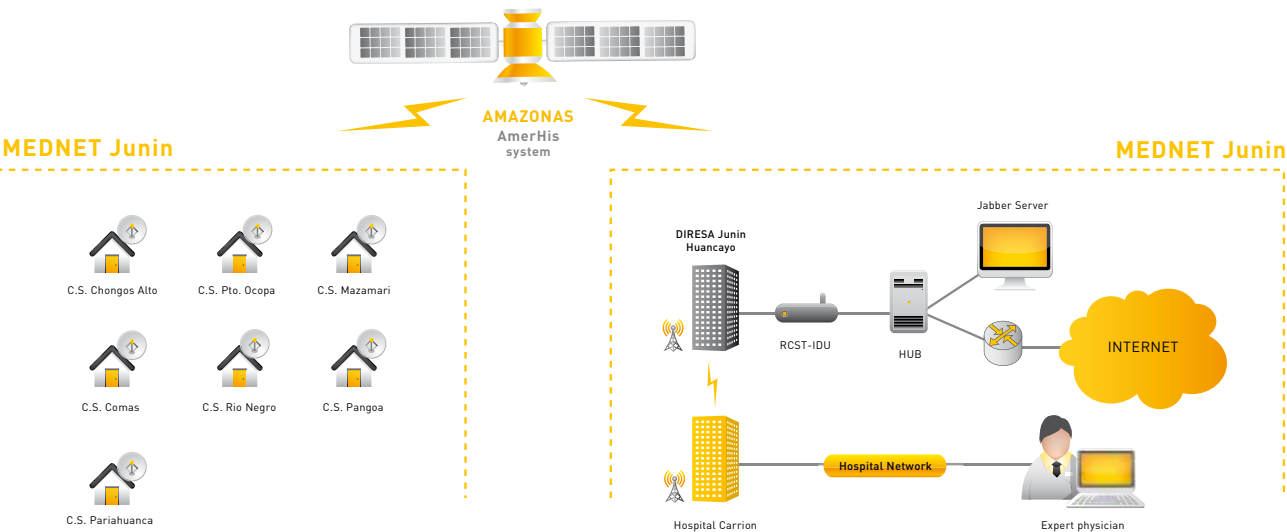 AMAZONAS
AmerHis
system
MEDNET Junin
MEDNET Junin
C.S. Chongos Alto
C.S. Pto. Ocopa
C.S. Mazamari
C.S. Comas
C.S. Rio Negro
C.S. Pangoa
C.S. Pariahuanca
Jabber Server
DIRESA Junin
Huancayo
RCST-IDU
HUB
INTERNET
Hospital Network
Hospital Carrion
Expert physician